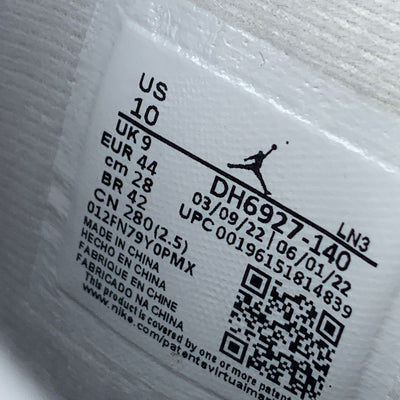 US
10
UK 9
EUR 44
cm 28
BR 42
CN 280(2.5)
012FN79Y0PMX
MADE IN CHINA
HECHO EN CHINA
FABRIQUE EN CHINE
FABRICADO NA CHINA
This product is covered by one or more patents
www.nike.com/patentsvirtualmar
LN3
DH6927-140
03/09/22 | 06/01/22
UPC 00196151814839